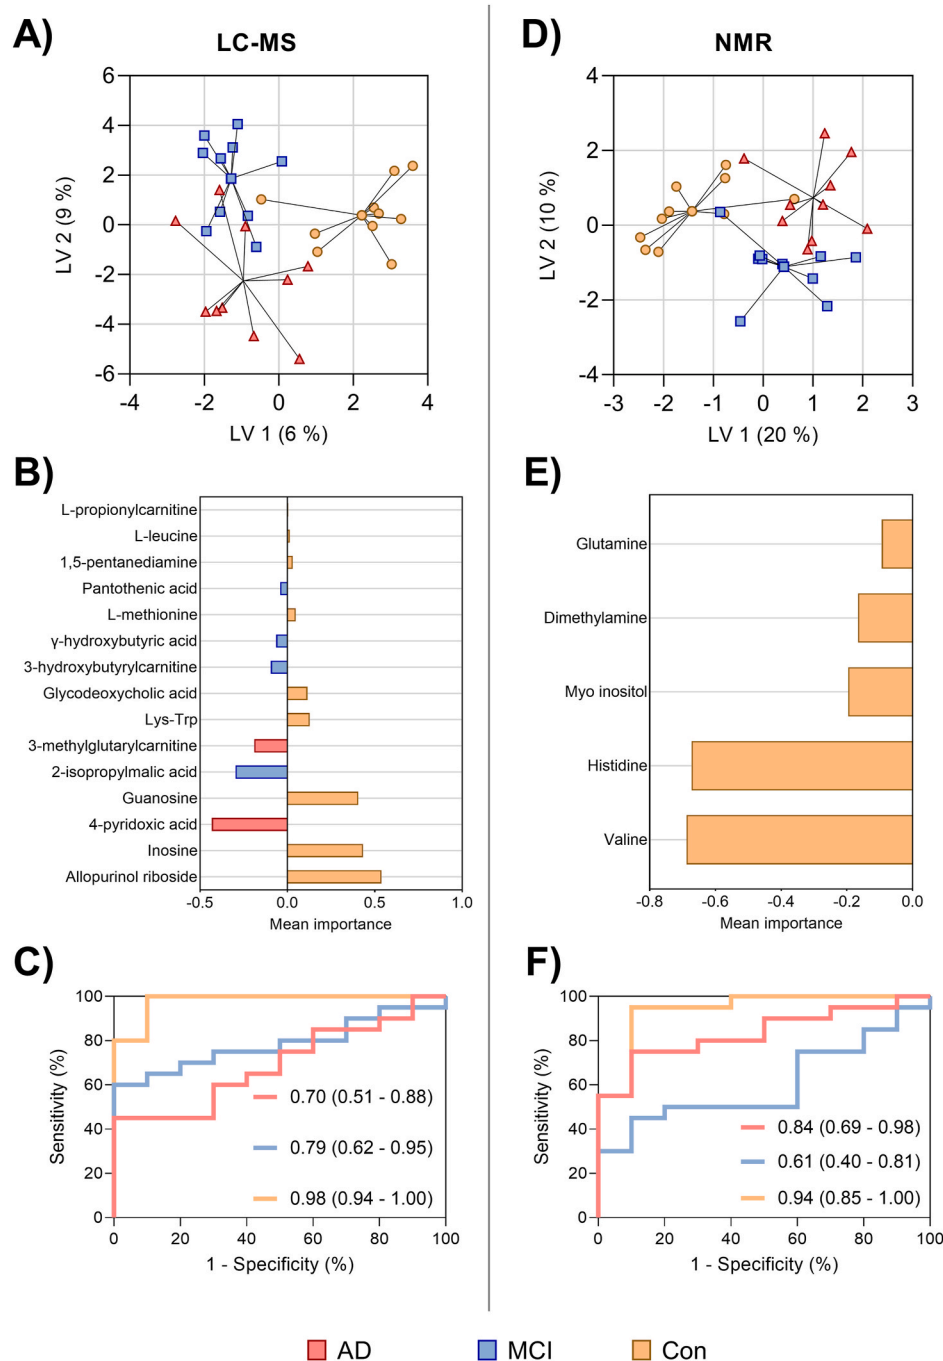 A)
LC-MS
6
4
2
0
-2
-4
-6
LV 2 (9 %)
-4 -2 0 2 4
LV 1 (6 %)
B)
L-propionylcarnitine
L-leucine
1,5-pentanediamine
Pantothenic acid
L-methionine
γ-hydroxybutyric acid
3-hydroxybutyrylcarnitine
Glycodeoxycholic acid
Lys-Trp
3-methylglutarylcarnitine
2-isopropylmalic acid
Guanosine
4-pyridoxic acid
Inosine
Allopurinol riboside
-0.5 0.0 0.5 1.0
Mean importance
C)
100
80
60
40
20
0
Sensitivity (%)
0.70 (0.51 - 0.88)
0.79 (0.62 - 0.95)
0.98 (0.94 - 1.00)
0 20 40 60 80 100
1 - Specificity (%)
D)
NMR
4
2
0
-2
-4
LV 2 (10 %)
-3 -2 -1 0 1 2 3
LV 1 (20 %)
E)
Glutamine
Dimethylamine
Myo inositol
Histidine
Valine
-0.8 -0.6 -0.4 -0.2 0.0
Mean importance
F)
100
80
60
40
20
0
Sensitivity (%)
0.84 (0.69 - 0.98)
0.61 (0.40 - 0.81)
0.94 (0.85 - 1.00)
0 20 40 60 80 100
1 - Specificity (%)
AD MCI Con